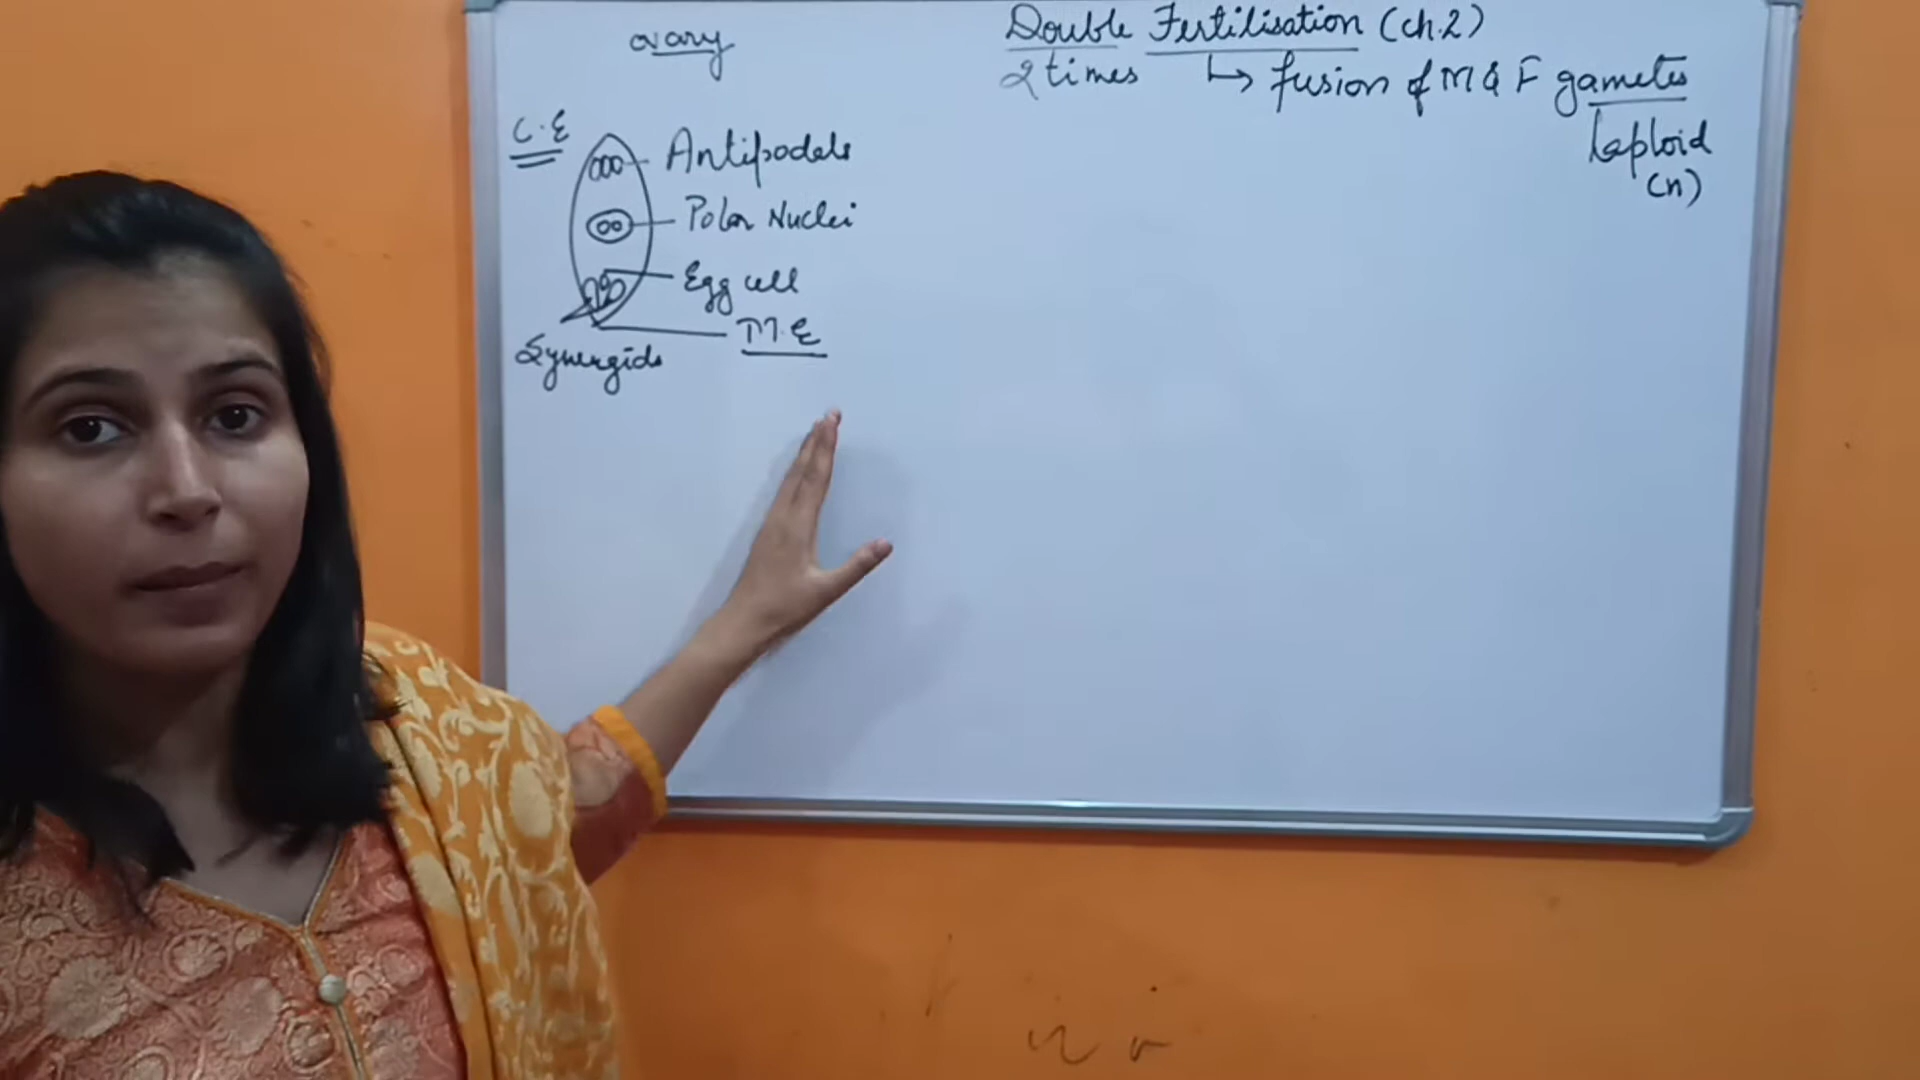 ovary
C.E
Antipodals
Polar Nuclei
Egg cell
M.E
Synergids
Double Fertilisation (ch.2)
2 times ↳ fusion of M & F gametes
haploid
(n)